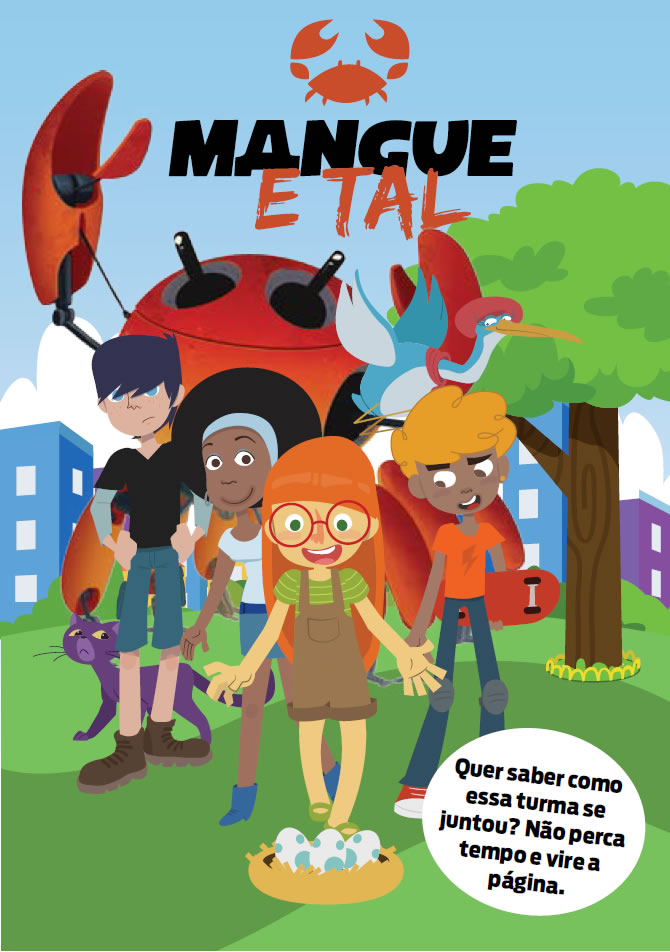 MANGUE
E TAL
Quer saber como
essa turma se
juntou? Não perca
tempo e vire a
página.